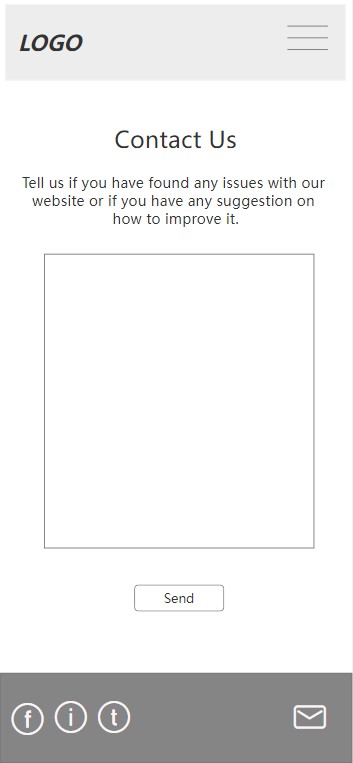 LOGO
Contact Us
Tell us if you have found any issues with our
website or if you have any suggestion on
how to improve it.
Send
f i t